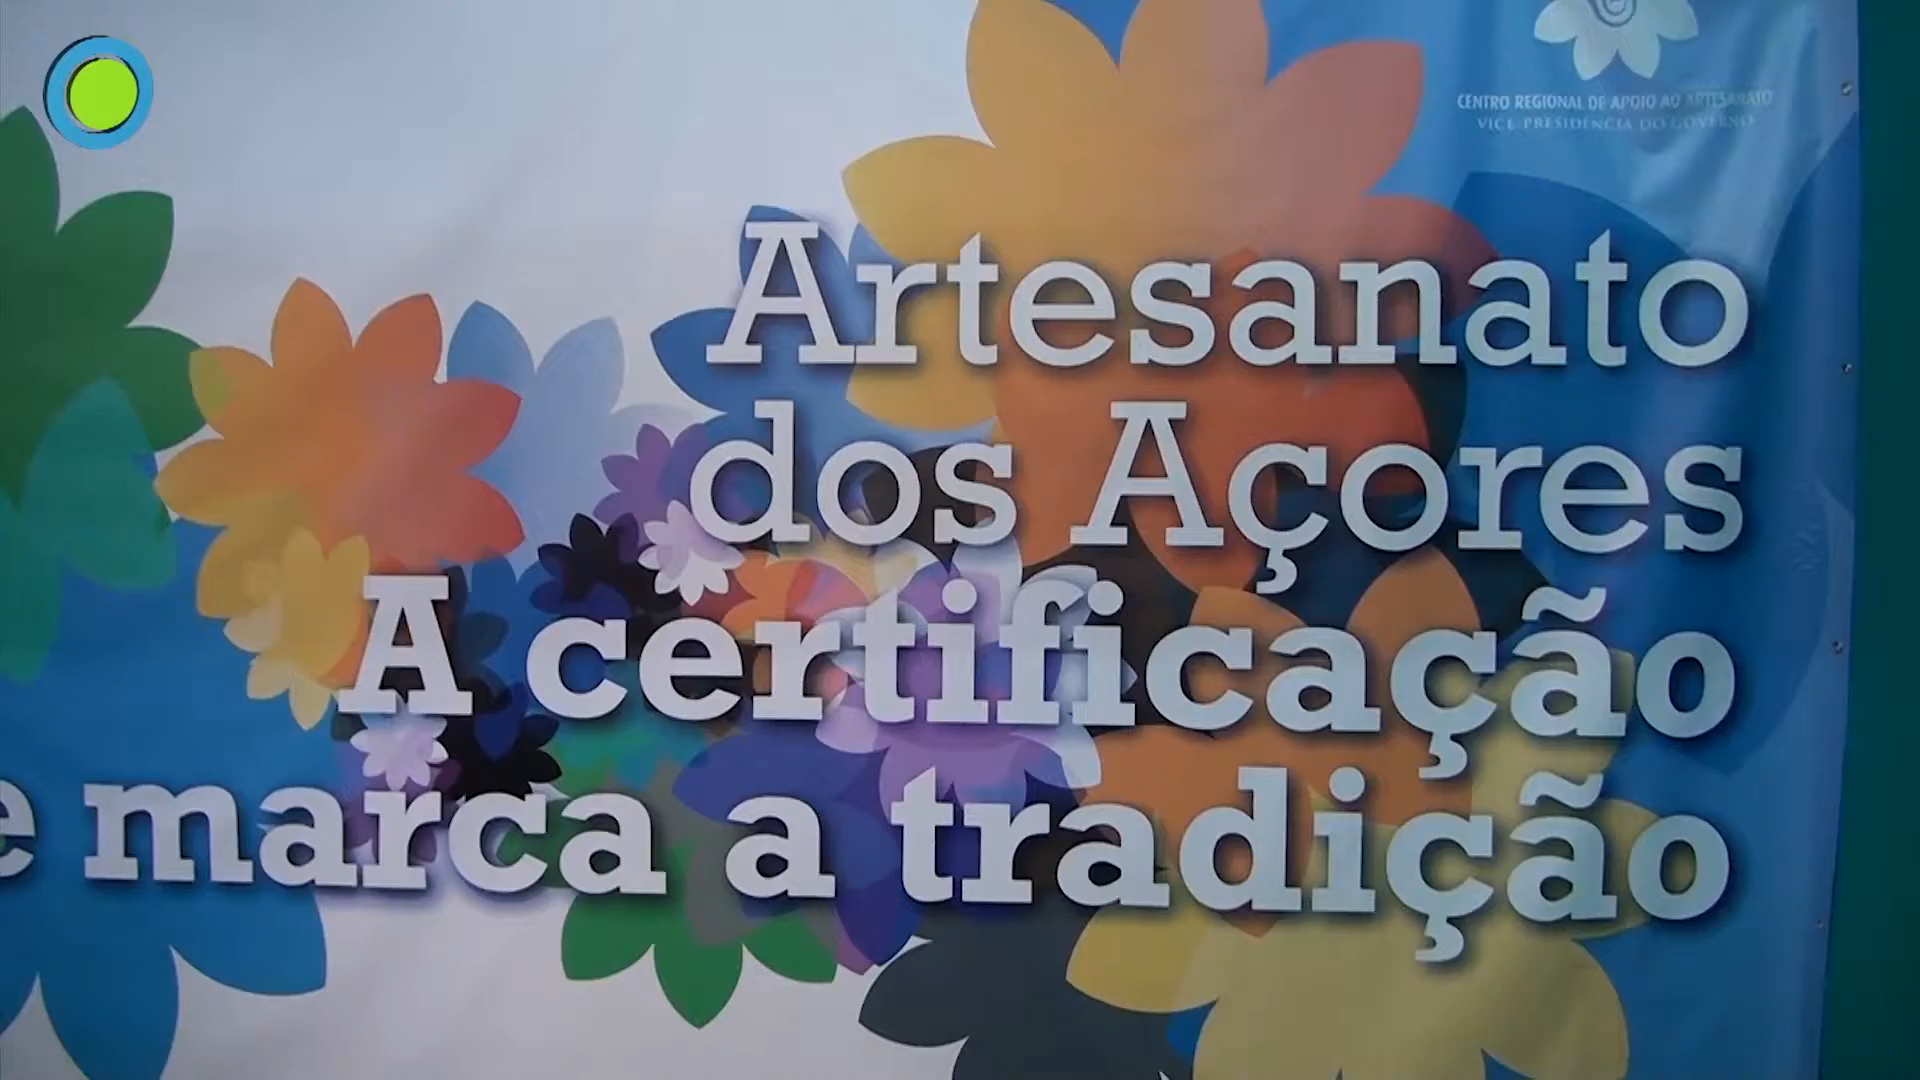 CENTRO REGIONAL DE APOIO AO ARTESANATO
VICE-PRESIDÊNCIA DO GOVERNO
Artesanato
dos Açores
A certificação
marca a tradição